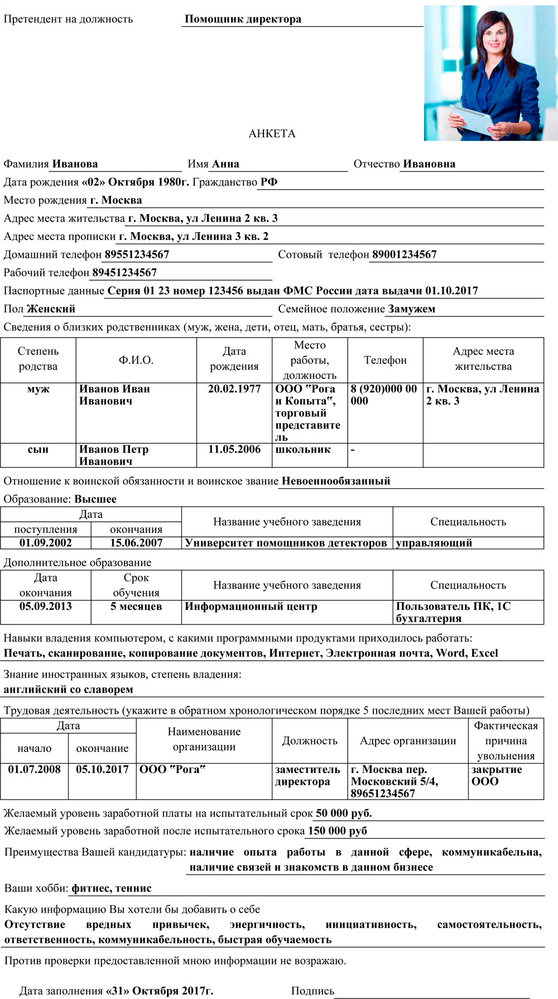 Претендент на должность Помощник директора
АНКЕТА
Фамилия Иванова Имя Анна Отчество Ивановна
Дата рождения «02» Октября 1980г. Гражданство РФ
Место рождения г. Москва
Адрес места жительства г. Москва, ул Ленина 2 кв. 3
Адрес места прописки г. Москва, ул Ленина 3 кв. 2
Домашний телефон 89551234567 Сотовый телефон 89001234567
Рабочий телефон 89451234567
Паспортные данные Серия 01 23 номер 123456 выдан ФМС России дата выдачи 01.10.2017
Пол Женский Семейное положение Замужем
Сведения о близких родственниках (муж, жена, дети, отец, мать, братья, сестры):
Степень
родства
Ф.И.О.
Дата
рождения
Место
работы,
должность
Телефон
Адрес места
жительства
муж
Иванов Иван
Иванович
20.02.1977
ООО "Рога
и Копыта",
торговый
представите
ль
8 (920)000 00
000
г. Москва, ул Ленина
2 кв. 3
сын
Иванов Петр
Иванович
11.05.2006
школьник
-
Отношение к воинской обязанности и воинское звание Невоеннообязанный
Образование: Высшее
Дата
поступления
окончания
Название учебного заведения
Специальность
01.09.2002
15.06.2007
Университет помощников детекторов
управляющий
Дополнительное образование
Дата
окончания
Срок
обучения
Название учебного заведения
Специальность
05.09.2013
5 месяцев
Информационный центр
Пользователь ПК, 1С
бухгалтерия
Навыки владения компьютером, с какими программными продуктами приходилось работать:
Печать, сканирование, копирование документов, Интернет, Электронная почта, Word, Excel
Знание иностранных языков, степень владения:
английский со славорем
Трудовая деятельность (укажите в обратном хронологическом порядке 5 последних мест Вашей работы)
Дата
начало
окончание
Наименование
организации
Должность
Адрес организации
Фактическая
причина
увольнения
01.07.2008
05.10.2017
ООО "Рога"
заместитель
директора
г. Москва пер.
Московский 5/4,
89651234567
закрытие
ООО
Желаемый уровень заработной платы на испытательный срок 50 000 руб.
Желаемый уровень заработной после испытательного срока 150 000 руб
Преимущества Вашей кандидатуры: наличие опыта работы в данной сфере, коммуникабельна,
наличие связей и знакомств в данном бизнесе
Ваши хобби: фитнес, теннис
Какую информацию Вы хотели бы добавить о себе
Отсутствие вредных привычек, энергичность, инициативность, самостоятельность,
ответственность, коммуникабельность, быстрая обучаемость
Против проверки предоставленной мною информации не возражаю.
Дата заполнения «31» Октября 2017г. Подпись